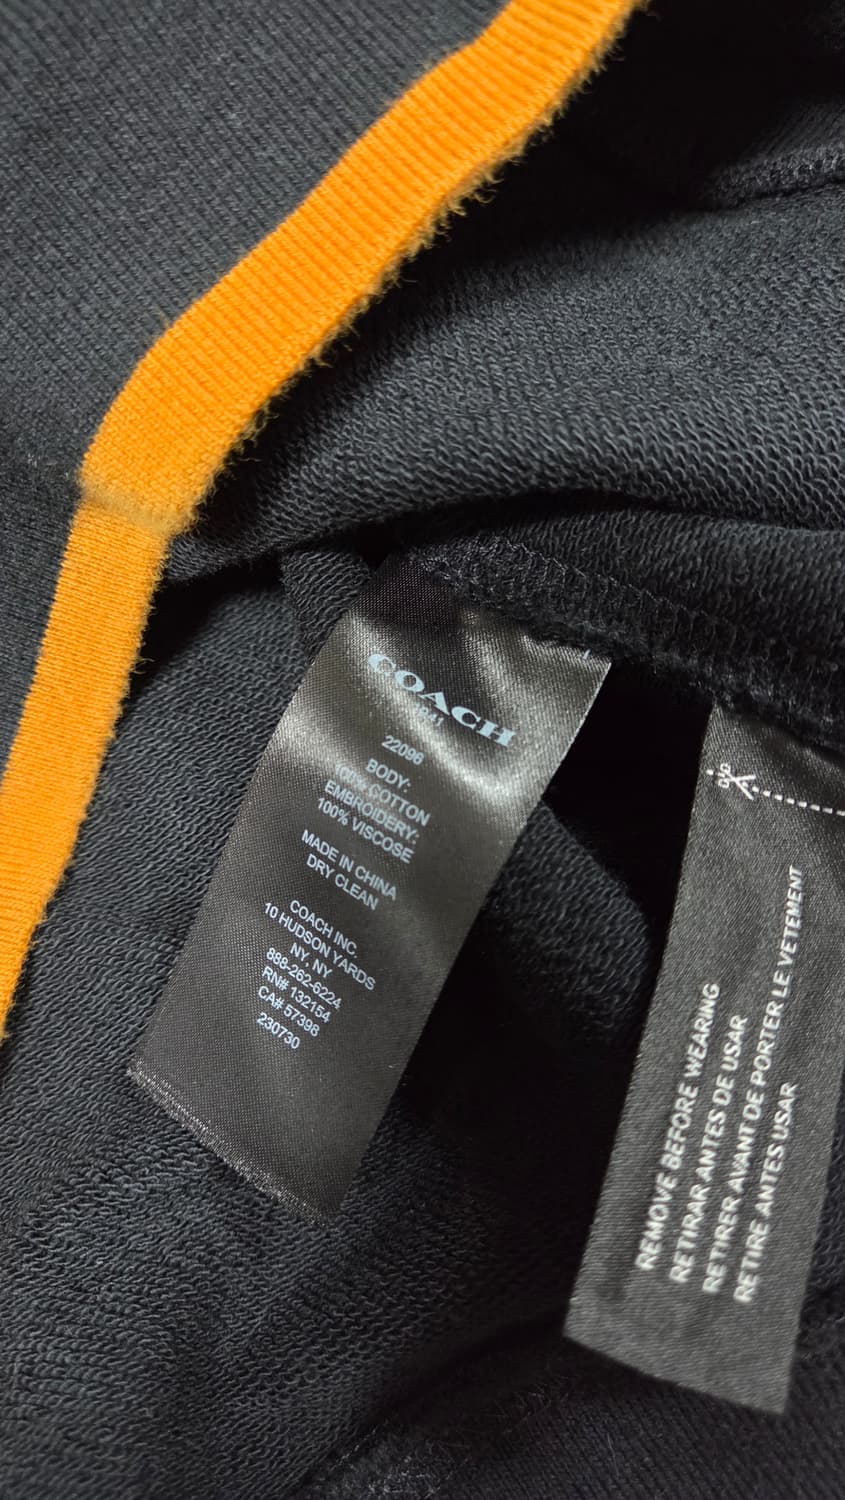 COACH
1941
22096
BODY:
100% COTTON
EMBROIDERY:
100% VISCOSE
MADE IN CHINA
DRY CLEAN
COACH INC.
10 HUDSON YARDS
NY, NY
888-262-6224
RN# 132154
CA# 57398
230730
REMOVE BEFORE WEARING
RETIRAR ANTES DE USAR
RETIRER AVANT DE PORTER LE VETEMENT
RETIRE ANTES USAR